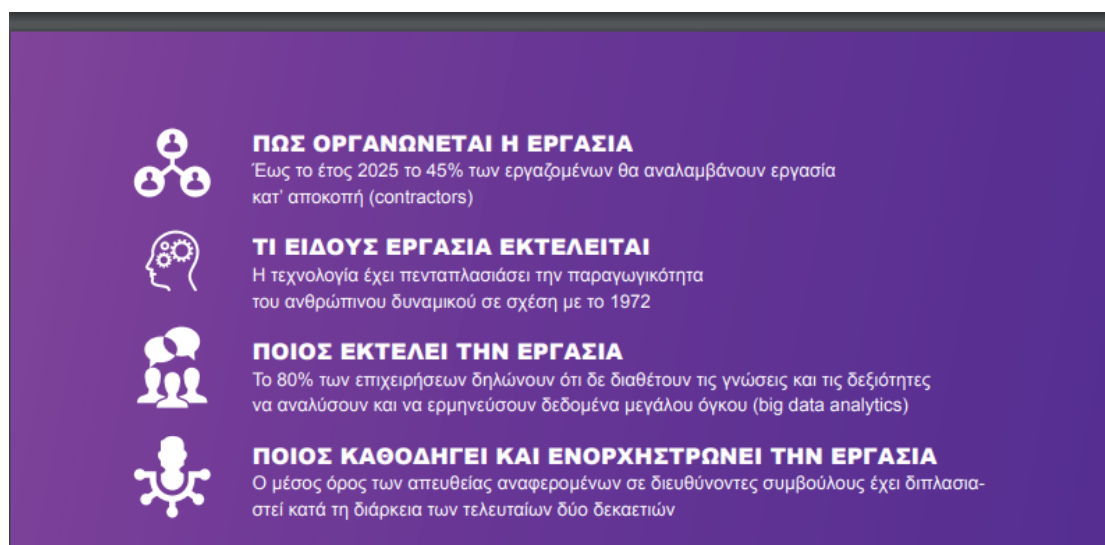 ΠΩΣ ΟΡΓΑΝΩΝΕΤΑΙ Η ΕΡΓΑΣΙΑ
Έως το έτος 2025 το 45% των εργαζομένων θα αναλαμβάνουν εργασία
κατ’ αποκοπή (contractors)
ΤΙ ΕΙΔΟΥΣ ΕΡΓΑΣΙΑ ΕΚΤΕΛΕΙΤΑΙ
Η τεχνολογία έχει πενταπλασιάσει την παραγωγικότητα
του ανθρώπινου δυναμικού σε σχέση με το 1972
ΠΟΙΟΣ ΕΚΤΕΛΕΙ ΤΗΝ ΕΡΓΑΣΙΑ
Το 80% των επιχειρήσεων δηλώνουν ότι δε διαθέτουν τις γνώσεις και τις δεξιότητες
να αναλύσουν και να ερμηνεύσουν δεδομένα μεγάλου όγκου (big data analytics)
ΠΟΙΟΣ ΚΑΘΟΔΗΓΕΙ ΚΑΙ ΕΝΟΡΧΗΣΤΡΩΝΕΙ ΤΗΝ ΕΡΓΑΣΙΑ
Ο μέσος όρος των απευθείας αναφερομένων σε διευθύνοντες συμβούλους έχει διπλασια-
στεί κατά τη διάρκεια των τελευταίων δύο δεκαετιών